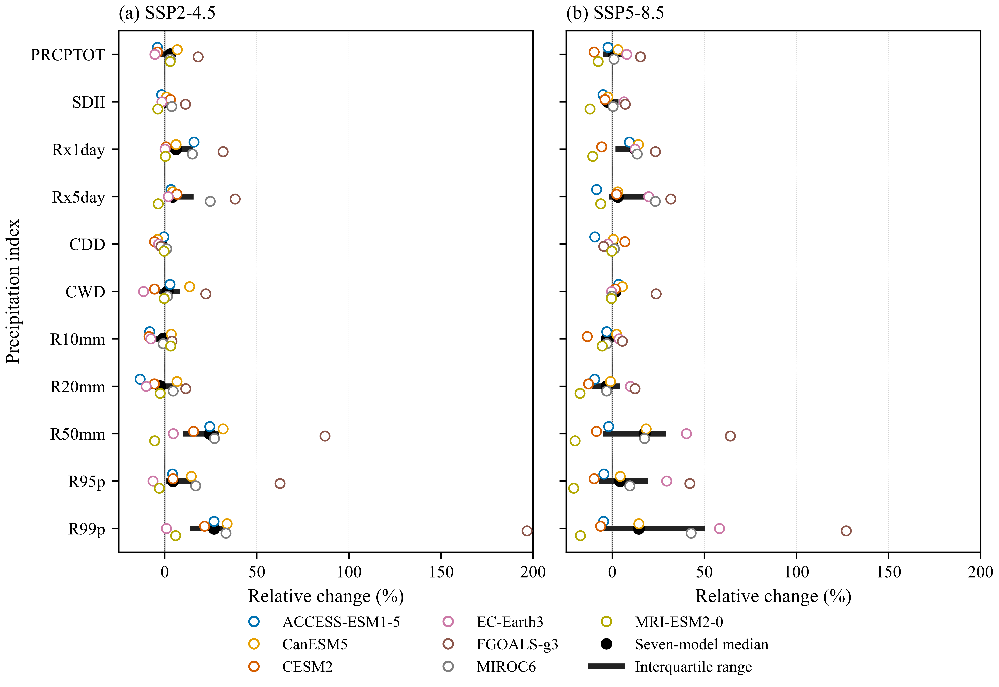 (a) SSP2-4.5
(b) SSP5-8.5
Precipitation index
PRCPTOT
SDII
Rx1day
Rx5day
CDD
CWD
R10mm
R20mm
R50mm
R95p
R99p
0 50 100 150 200
0 50 100 150 200
Relative change (%)
Relative change (%)
ACCESS-ESM1-5
CanESM5
CESM2
EC-Earth3
FGOALS-g3
MIROC6
MRI-ESM2-0
Seven-model median
Interquartile range